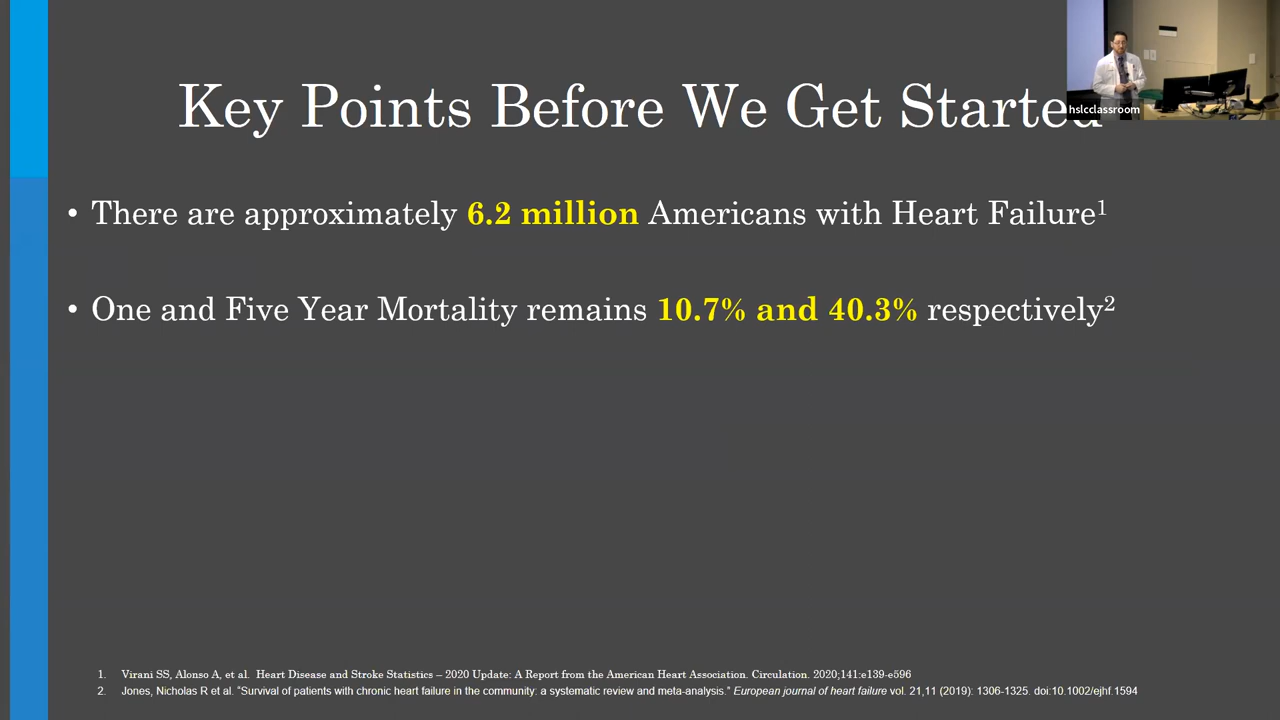 Key Points Before We Get Started
hslcclassroom
• There are approximately 6.2 million Americans with Heart Failure¹
• One and Five Year Mortality remains 10.7% and 40.3% respectively²
1. Virani SS, Alonso A, et al. Heart Disease and Stroke Statistics – 2020 Update: A Report from the American Heart Association. Circulation. 2020;141:e139-e596
2. Jones, Nicholas R et al. “Survival of patients with chronic heart failure in the community: a systematic review and meta-analysis.” European journal of heart failure vol. 21,11 (2019): 1306-1325. doi:10.1002/ejhf.1594